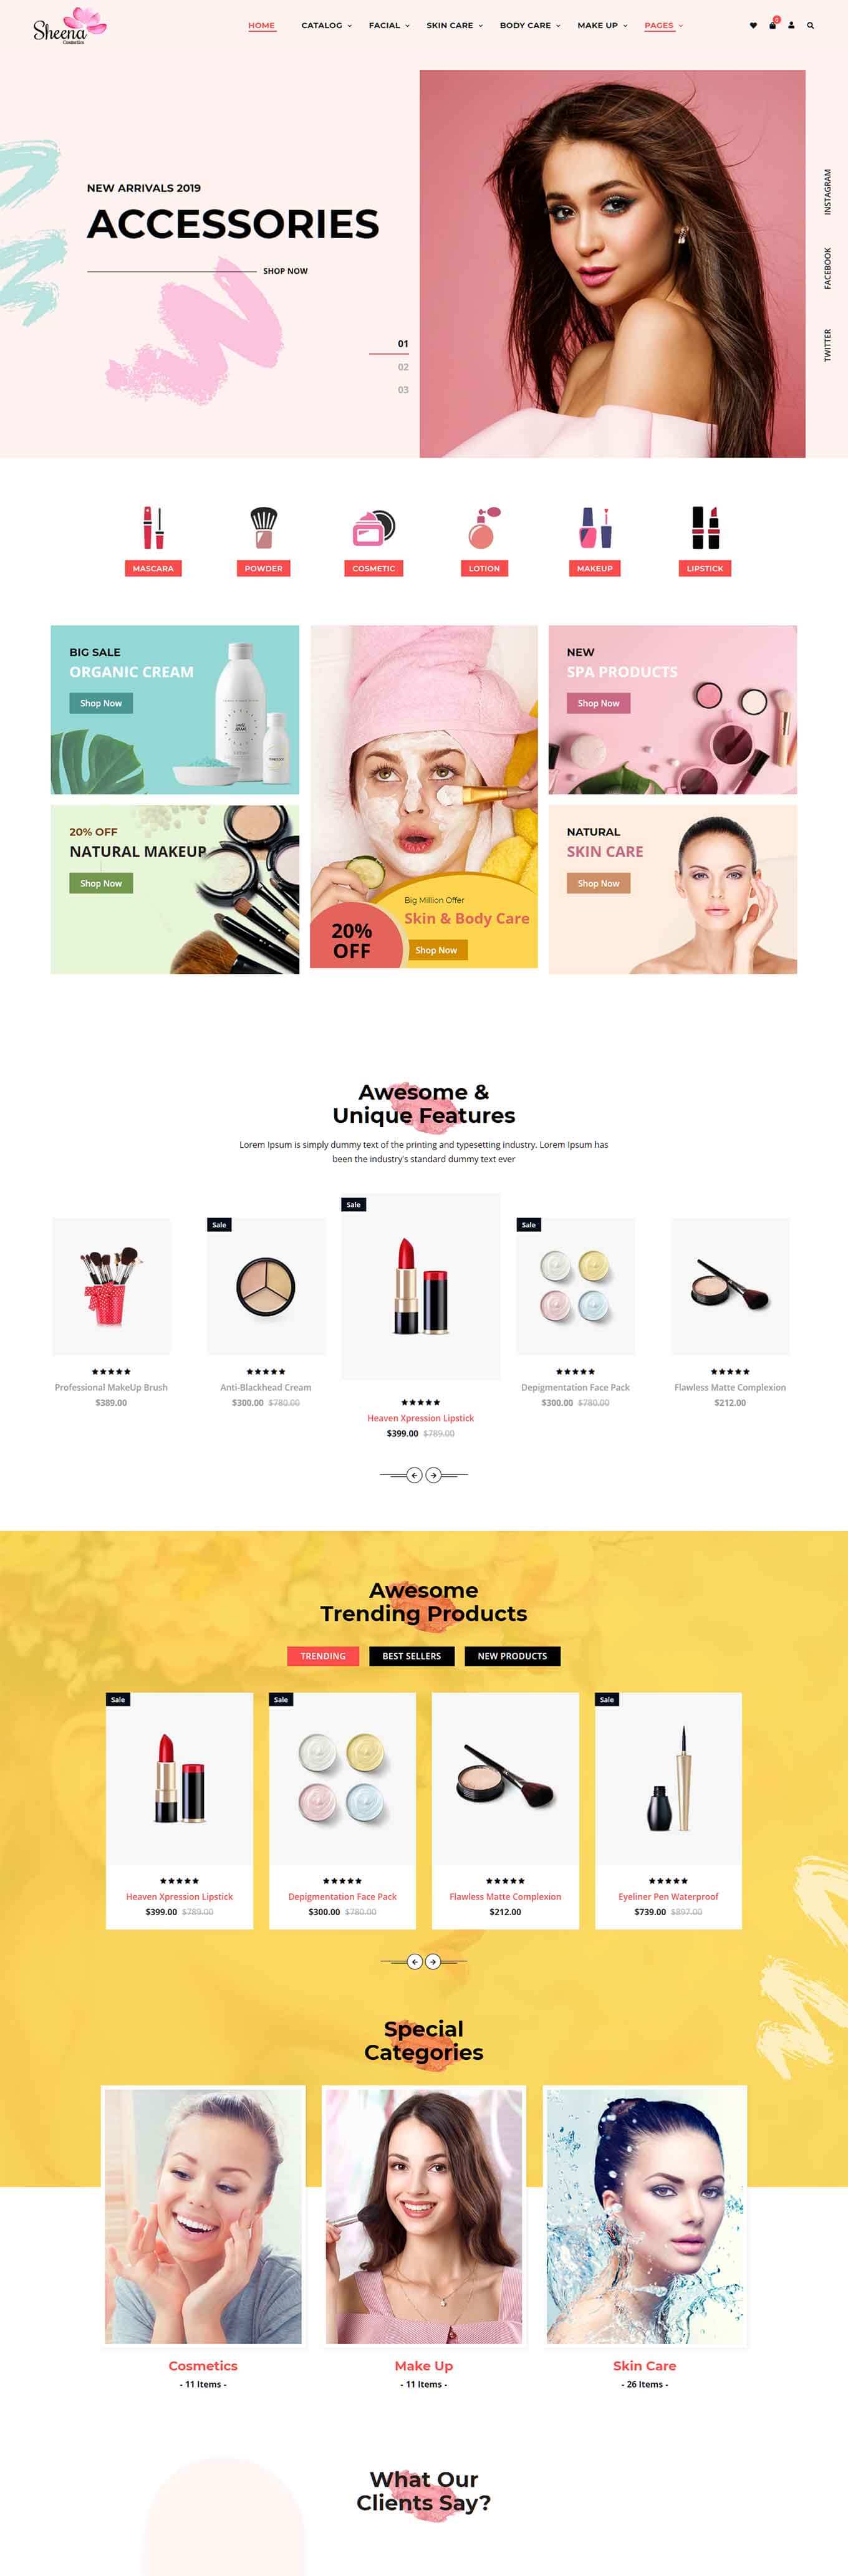 Sheena
Cosmetics
HOME
CATALOG
FACIAL
SKIN CARE
BODY CARE
MAKE UP
PAGES
0
NEW ARRIVALS 2019
ACCESSORIES
SHOP NOW
01
02
03
INSTAGRAM
FACEBOOK
TWITTER
MASCARA
POWDER
COSMETIC
LOTION
MAKEUP
LIPSTICK
BIG SALE
ORGANIC CREAM
Shop Now
20% OFF
NATURAL MAKEUP
Shop Now
Big Million Offer
Skin & Body Care
20%
OFF
Shop Now
NEW
SPA PRODUCTS
Shop Now
NATURAL
SKIN CARE
Shop Now
Awesome &
Unique Features
Lorem Ipsum is simply dummy text of the printing and typesetting industry. Lorem Ipsum has
been the industry's standard dummy text ever
Professional MakeUp Brush
$389.00
Sale
Anti-Blackhead Cream
$300.00 $780.00
Sale
Heaven Xpression Lipstick
$399.00 $789.00
Sale
Depigmentation Face Pack
$300.00 $780.00
Flawless Matte Complexion
$212.00
Awesome
Trending Products
TRENDING
BEST SELLERS
NEW PRODUCTS
Sale
Heaven Xpression Lipstick
$399.00 $789.00
Sale
Depigmentation Face Pack
$300.00 $780.00
Flawless Matte Complexion
$212.00
Sale
Eyeliner Pen Waterproof
$739.00 $897.00
Special
Categories
Cosmetics
- 11 Items -
Make Up
- 11 Items -
Skin Care
- 26 Items -
What Our
Clients Say?